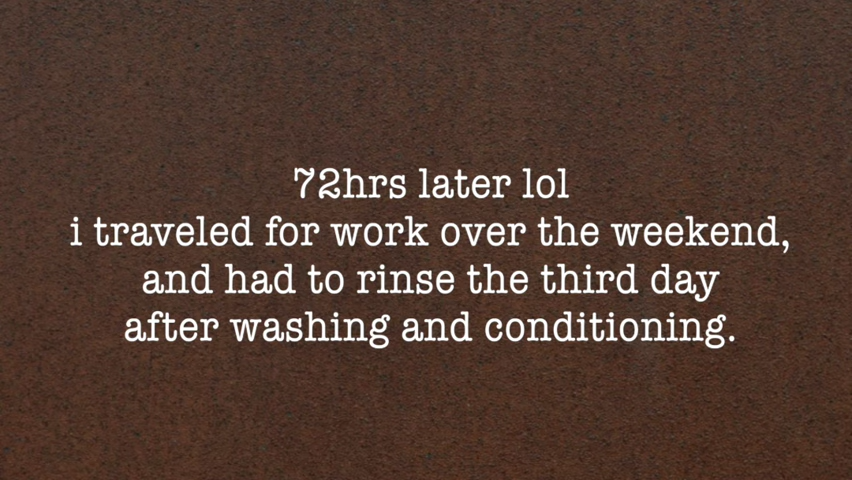 72hrs later lol
i traveled for work over the weekend,
and had to rinse the third day
after washing and conditioning.